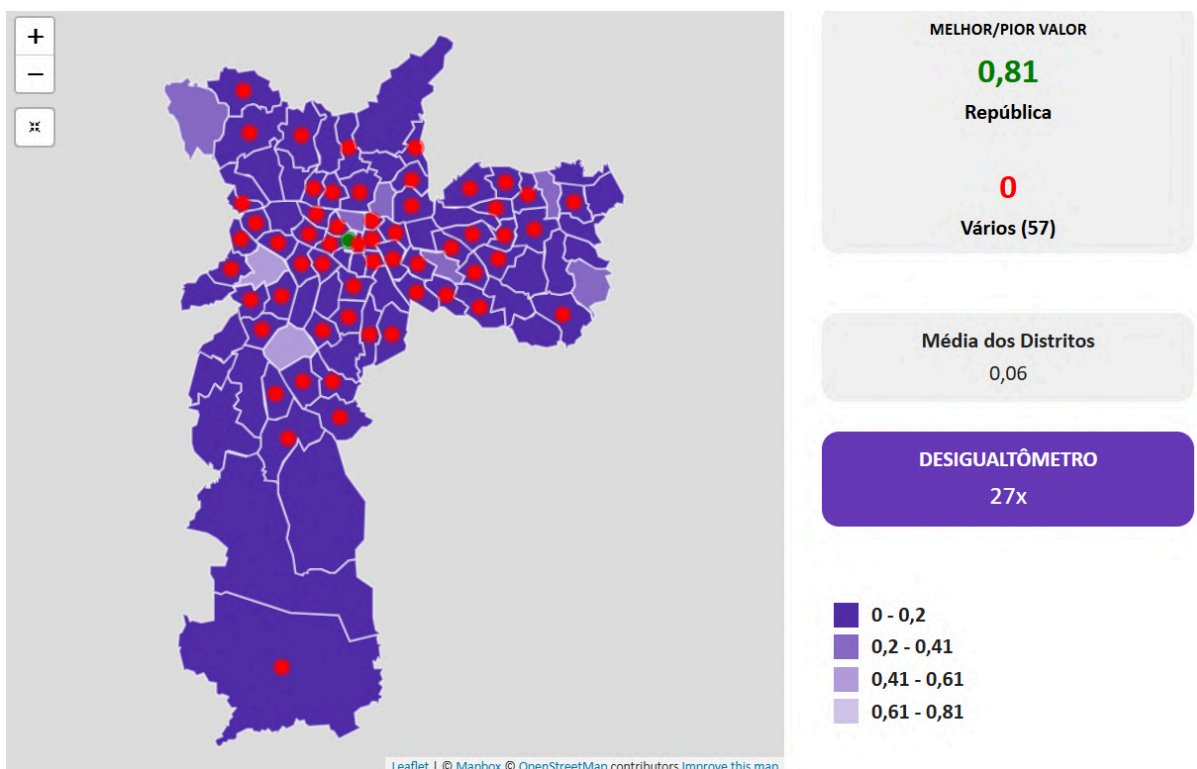 +
−
MELHOR/PIOR VALOR
0,81
República
0
Vários (57)
Média dos Distritos
0,06
DESIGUALTÔMETRO
27x
0 - 0,2
0,2 - 0,41
0,41 - 0,61
0,61 - 0,81
Leaflet | © Mapbox © OpenStreetMap contributors Improve this map